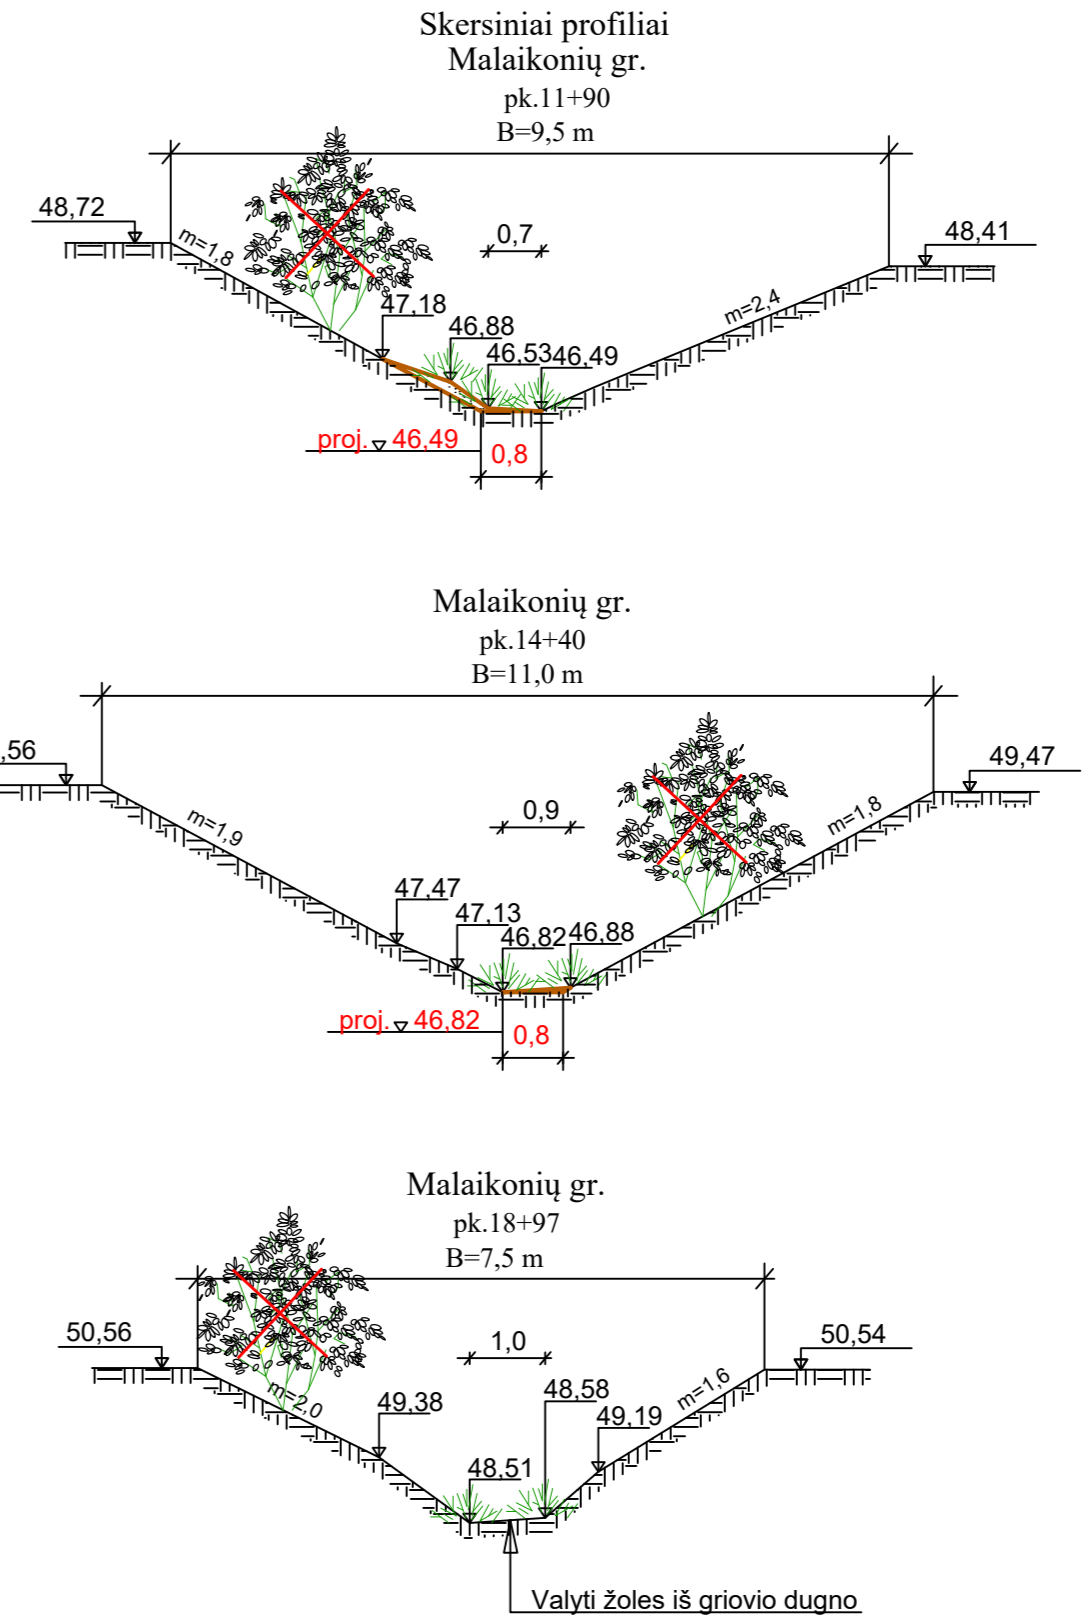 Skersiniai profiliai
Malaikonių gr.
pk.11+90
B=9,5 m
48,72
m=1,8
0,7
48,41
m=2,4
47,18
46,88
46,53
46,49
proj. 46,49
0,8
Malaikonių gr.
pk.14+40
B=11,0 m
,56
49,47
m=1,9
0,9
m=1,8
47,47
47,13
46,82
46,88
proj. 46,82
0,8
Malaikonių gr.
pk.18+97
B=7,5 m
50,56
1,0
50,54
m=2,0
49,38
48,58
m=1,6
49,19
48,51
Valyti žoles iš griovio dugno